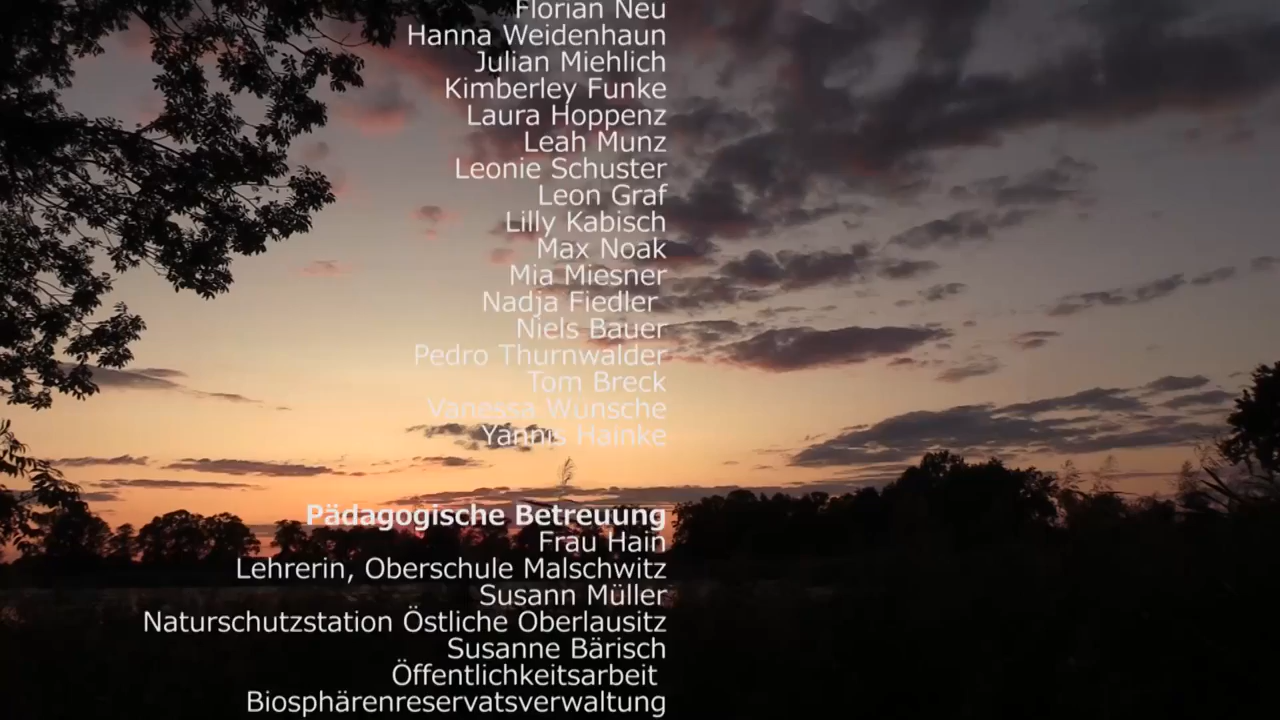 Florian Neu
Hanna Weidenhaun
Julian Miehlich
Kimberley Funke
Laura Hoppenz
Leah Munz
Leonie Schuster
Leon Graf
Lilly Kabisch
Max Noak
Mia Miesner
Nadja Fiedler
Niels Bauer
Pedro Thurnwalder
Tom Breck
Vanessa Wünsche
Yannis Hainke
Pädagogische Betreuung
Frau Hain
Lehrerin, Oberschule Malschwitz
Susann Müller
Naturschutzstation Östliche Oberlausitz
Susanne Bärisch
Öffentlichkeitsarbeit
Biosphärenreservatsverwaltung